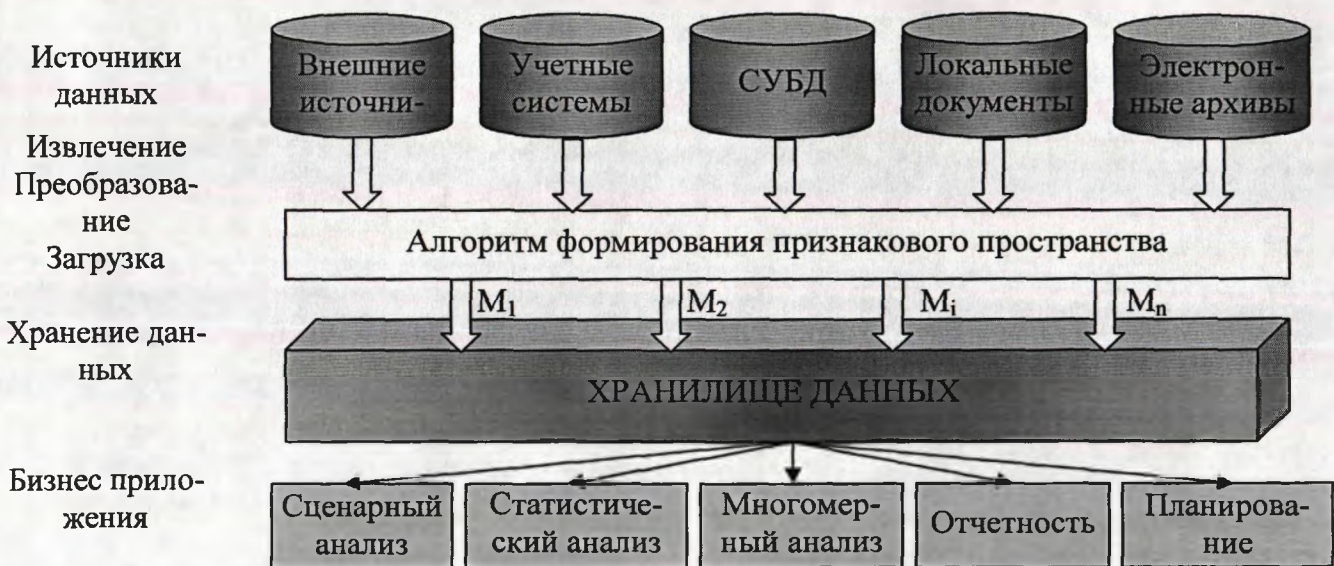 Источники
данных
Внешние
источни-
Учетные
системы
СУБД
Локальные
документы
Электрон-
ные архивы
Извлечение
Преобразова-
ние
Загрузка
Алгоритм формирования признакового пространства
M1
M2
Mi
Mn
Хранение дан-
ных
ХРАНИЛИЩЕ ДАННЫХ
Бизнес прило-
жения
Сценарный
анализ
Статистиче-
ский анализ
Многомер-
ный анализ
Отчетность
Планирова-
ние